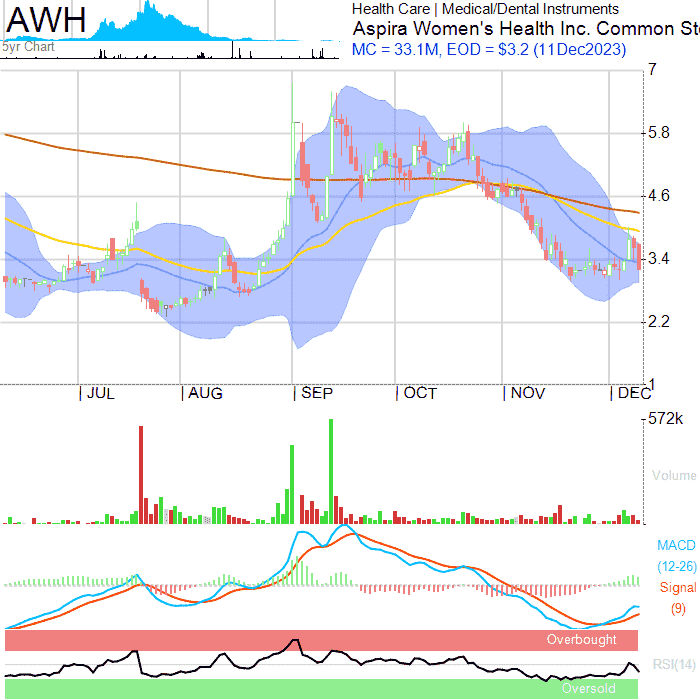 AWH
5yr Chart
Health Care | Medical/Dental Instruments
Aspira Women's Health Inc. Common St
MC = 33.1M, EOD = $3.2 (11Dec2023)
7
5.8
4.6
3.4
2.2
1
JUL
AUG
SEP
OCT
NOV
DEC
572k
Volume
MACD
(12-26)
Signal
(9)
Overbought
RSI(14)
Oversold